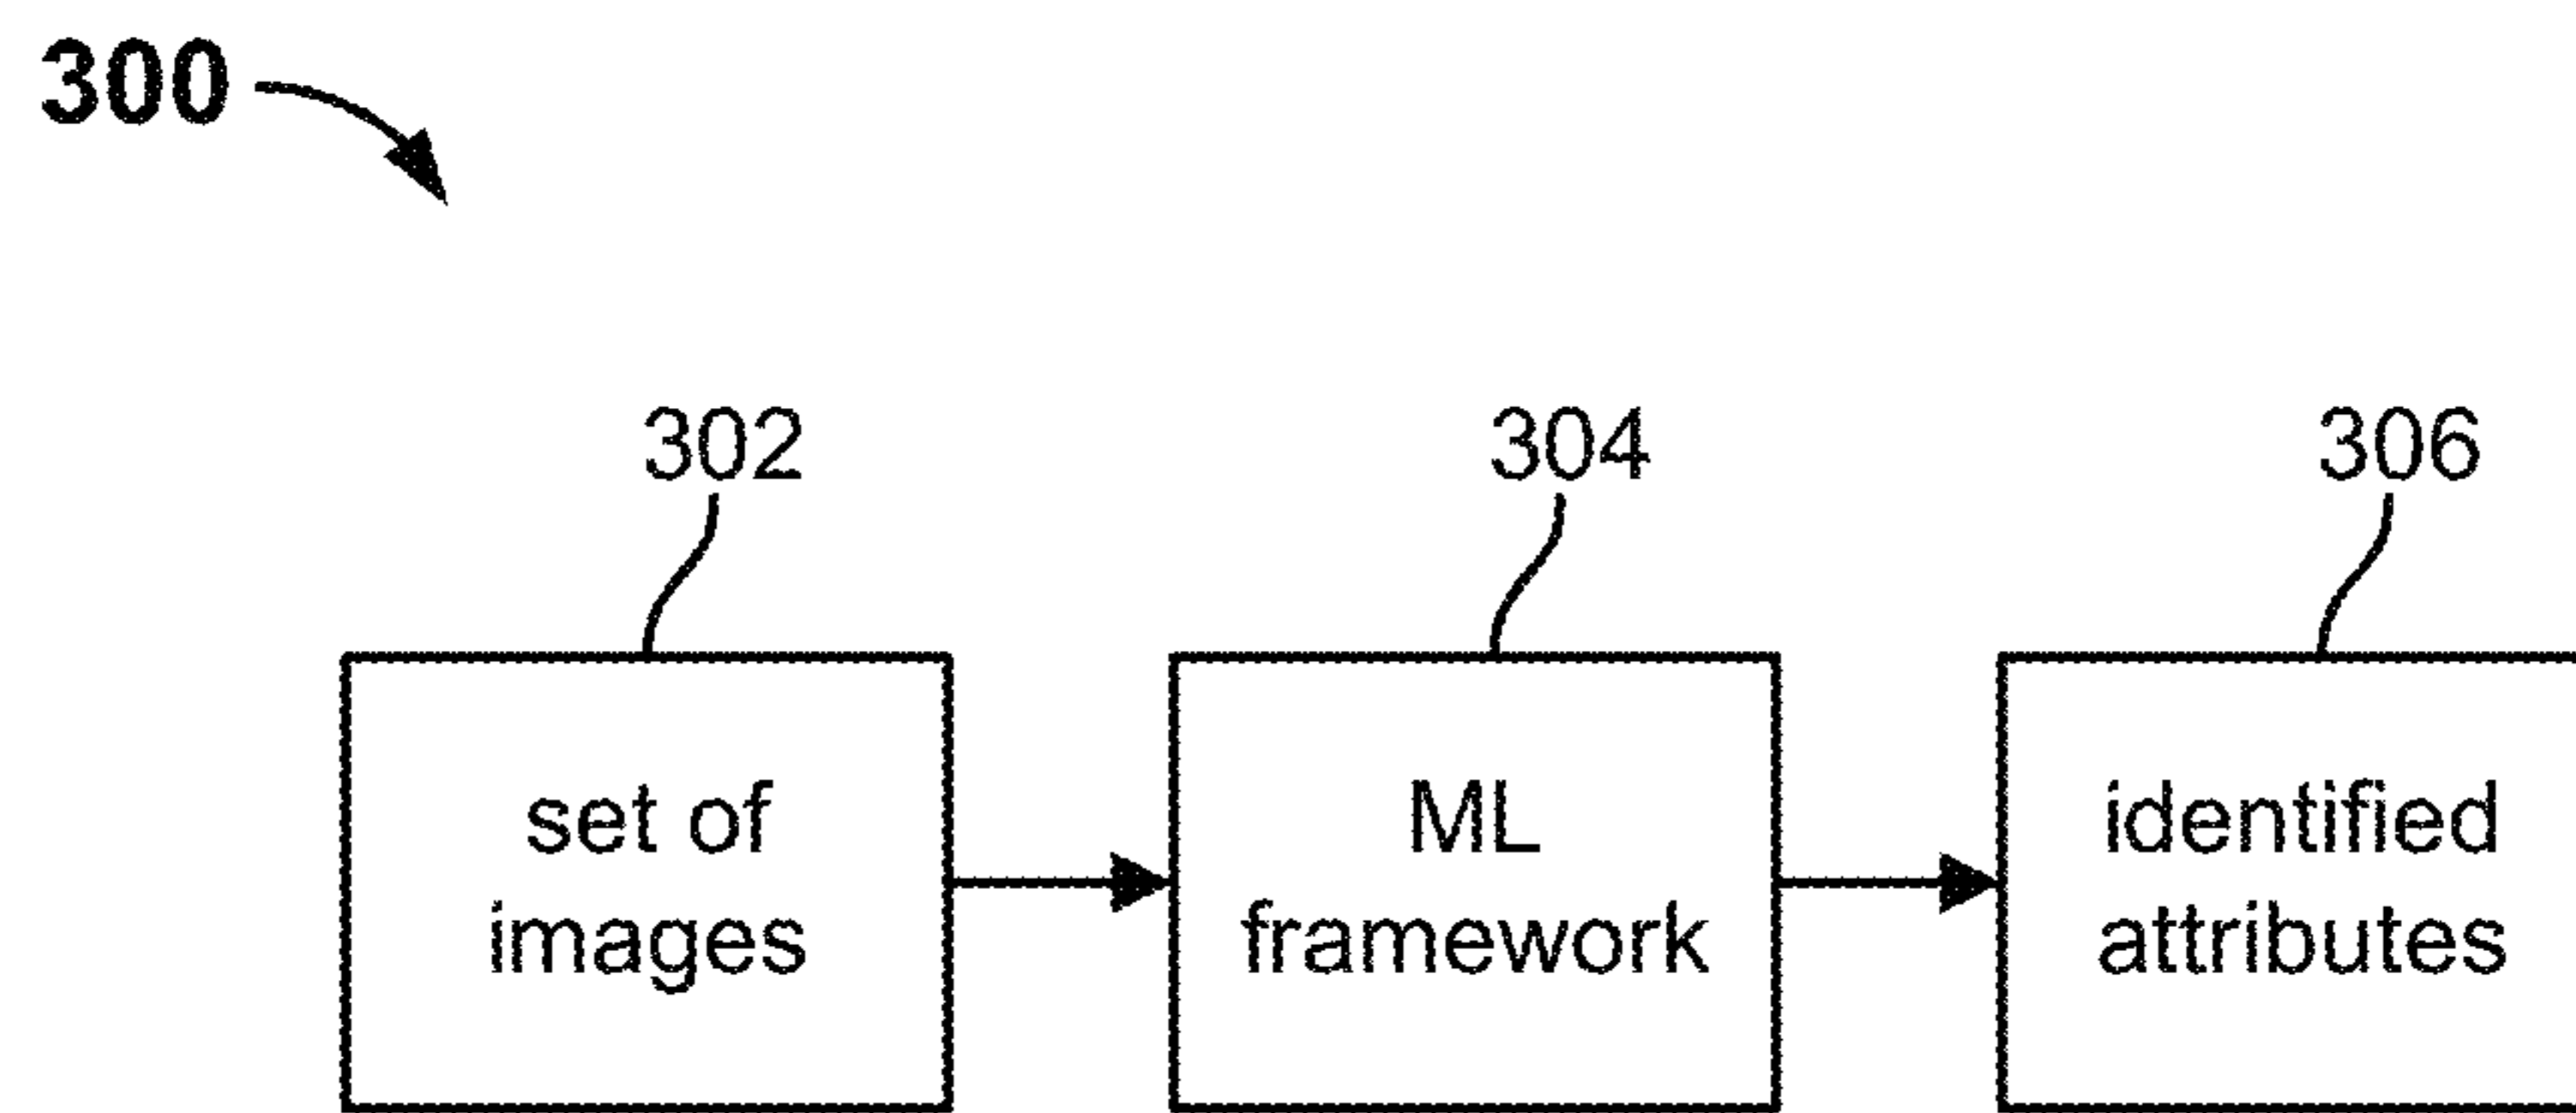 300
302
304
306
set of
images
ML
framework
identified
attributes